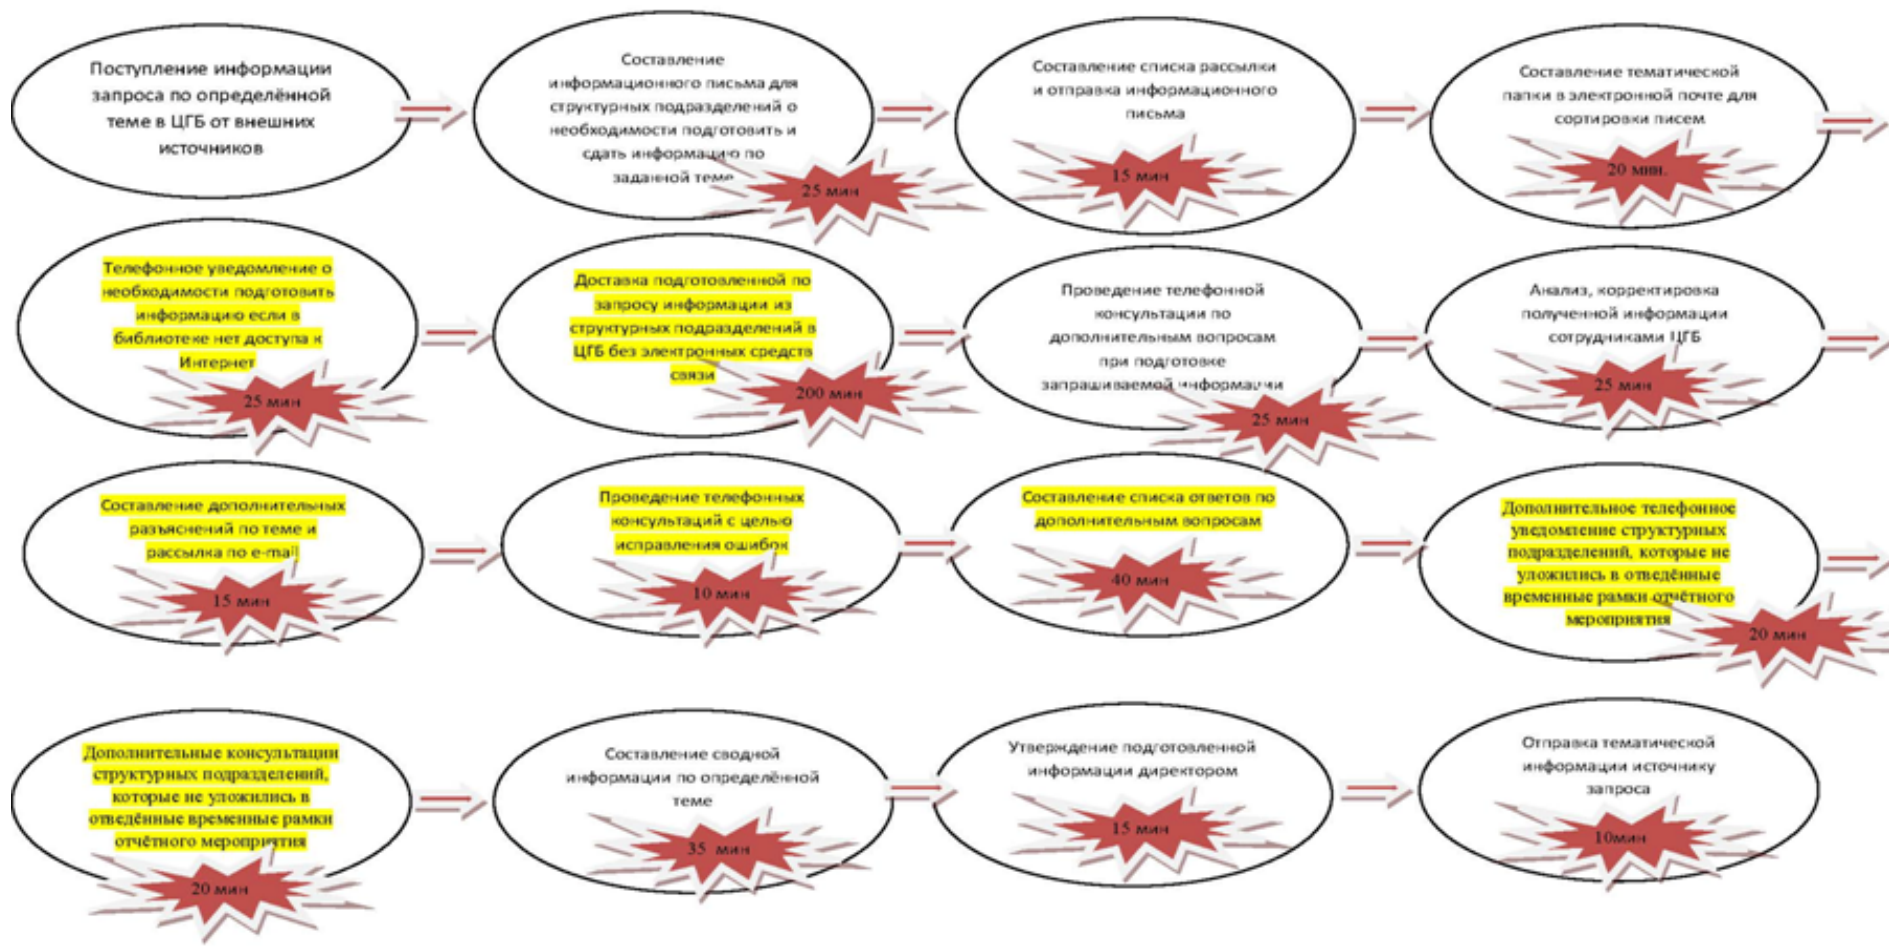 Поступление информации
запроса по определённой
теме в ЦГБ от внешних
источников
Составление
информационного письма для
структурных подразделений о
необходимости подготовить и
сдать информацию по
заданной теме
25 мин
Составление списка рассылки
и отправка информационного
письма
15 мин
Составление тематической
папки в электронной почте для
сортировки писем
20 мин.
Телефонное уведомление о
необходимости подготовить
информацию если в
библиотеке нет доступа к
Интернет
25 мин
Доставка подготовленной по
запросу информации из
структурных подразделений в
ЦГБ без электронных средств
связи
200 мин
Проведение телефонной
консультации по
дополнительным вопросам
при подготовке
запрашиваемой информации
25 мин
Анализ, корректировка
полученной информации
сотрудниками ЦГБ
25 мин
Составление дополнительных
разъяснений по теме и
рассылка по e-mail
15 мин
Проведение телефонных
консультаций с целью
исправления ошибок
10 мин
Составление списка ответов по
дополнительным вопросам
40 мин
Дополнительное телефонное
уведомление структурных
подразделений, которые не
уложились в отведённые
временные рамки отчётного
мероприятия
20 мин
Дополнительные консультации
структурных подразделений,
которые не уложились в
отведённые временные рамки
отчётного мероприятия
20 мин
Составление сводной
информации по определённой
теме
35 мин
Утверждение подготовленной
информации директором
15 мин
Отправка тематической
информации источнику
запроса
10мин